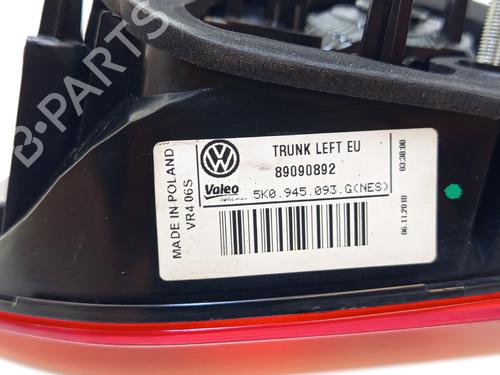 TRUNK LEFT EU
89090892
Valeo
5K0.945.093.G(NES)
MADE IN POLAND
VR4 06S
03:38:00
06.11.2010
B-PARTS